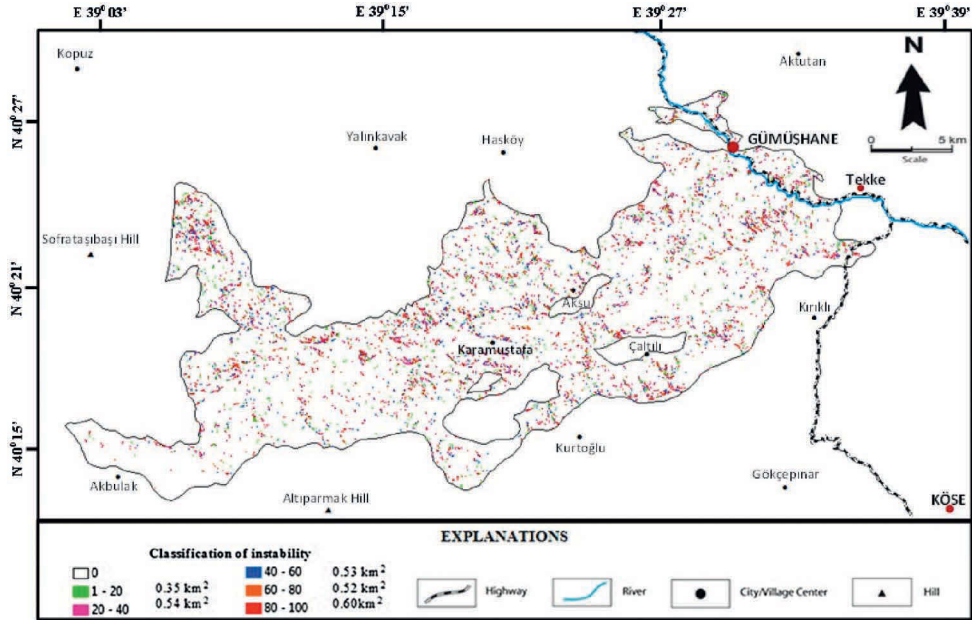 E 39° 03'
E 39° 15'
E 39° 27'
E 39° 39'
Kopuz
Aktutan
N
N 40° 27'
Yalınkavak
Hasköy
GÜMÜŞHANE
0 5 km
Scale
Tekke
Sofrataşıbaşı Hill
N 40° 21'
Aksu
Kırıklı
Karamustafa
Çaltılı
N 40° 15'
Kurtoğlu
Akbulak
Gökçepınar
Altıparmak Hill
KÖSE
EXPLANATIONS
Classification of instability
0
40 - 60 0.53 km²
1 - 20 0.35 km²
60 - 80 0.52 km²
20 - 40 0.54 km²
80 - 100 0.60km²
Highway
River
City/Village Center
Hill